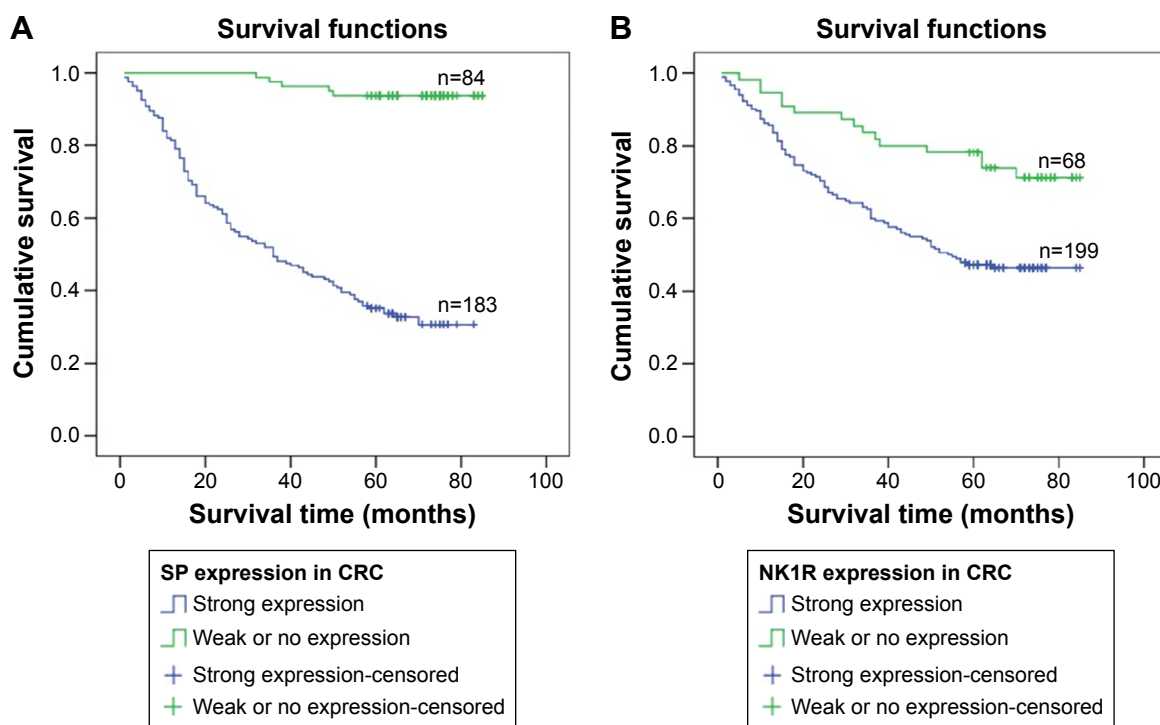 A
Survival functions
Cumulative survival
1.0
0.8
0.6
0.4
0.2
0.0
n=84
n=183
0 20 40 60 80 100
Survival time (months)
SP expression in CRC
Strong expression
Weak or no expression
Strong expression-censored
Weak or no expression-censored
B
Survival functions
Cumulative survival
1.0
0.8
0.6
0.4
0.2
0.0
n=68
n=199
0 20 40 60 80 100
Survival time (months)
NK1R expression in CRC
Strong expression
Weak or no expression
Strong expression-censored
Weak or no expression-censored